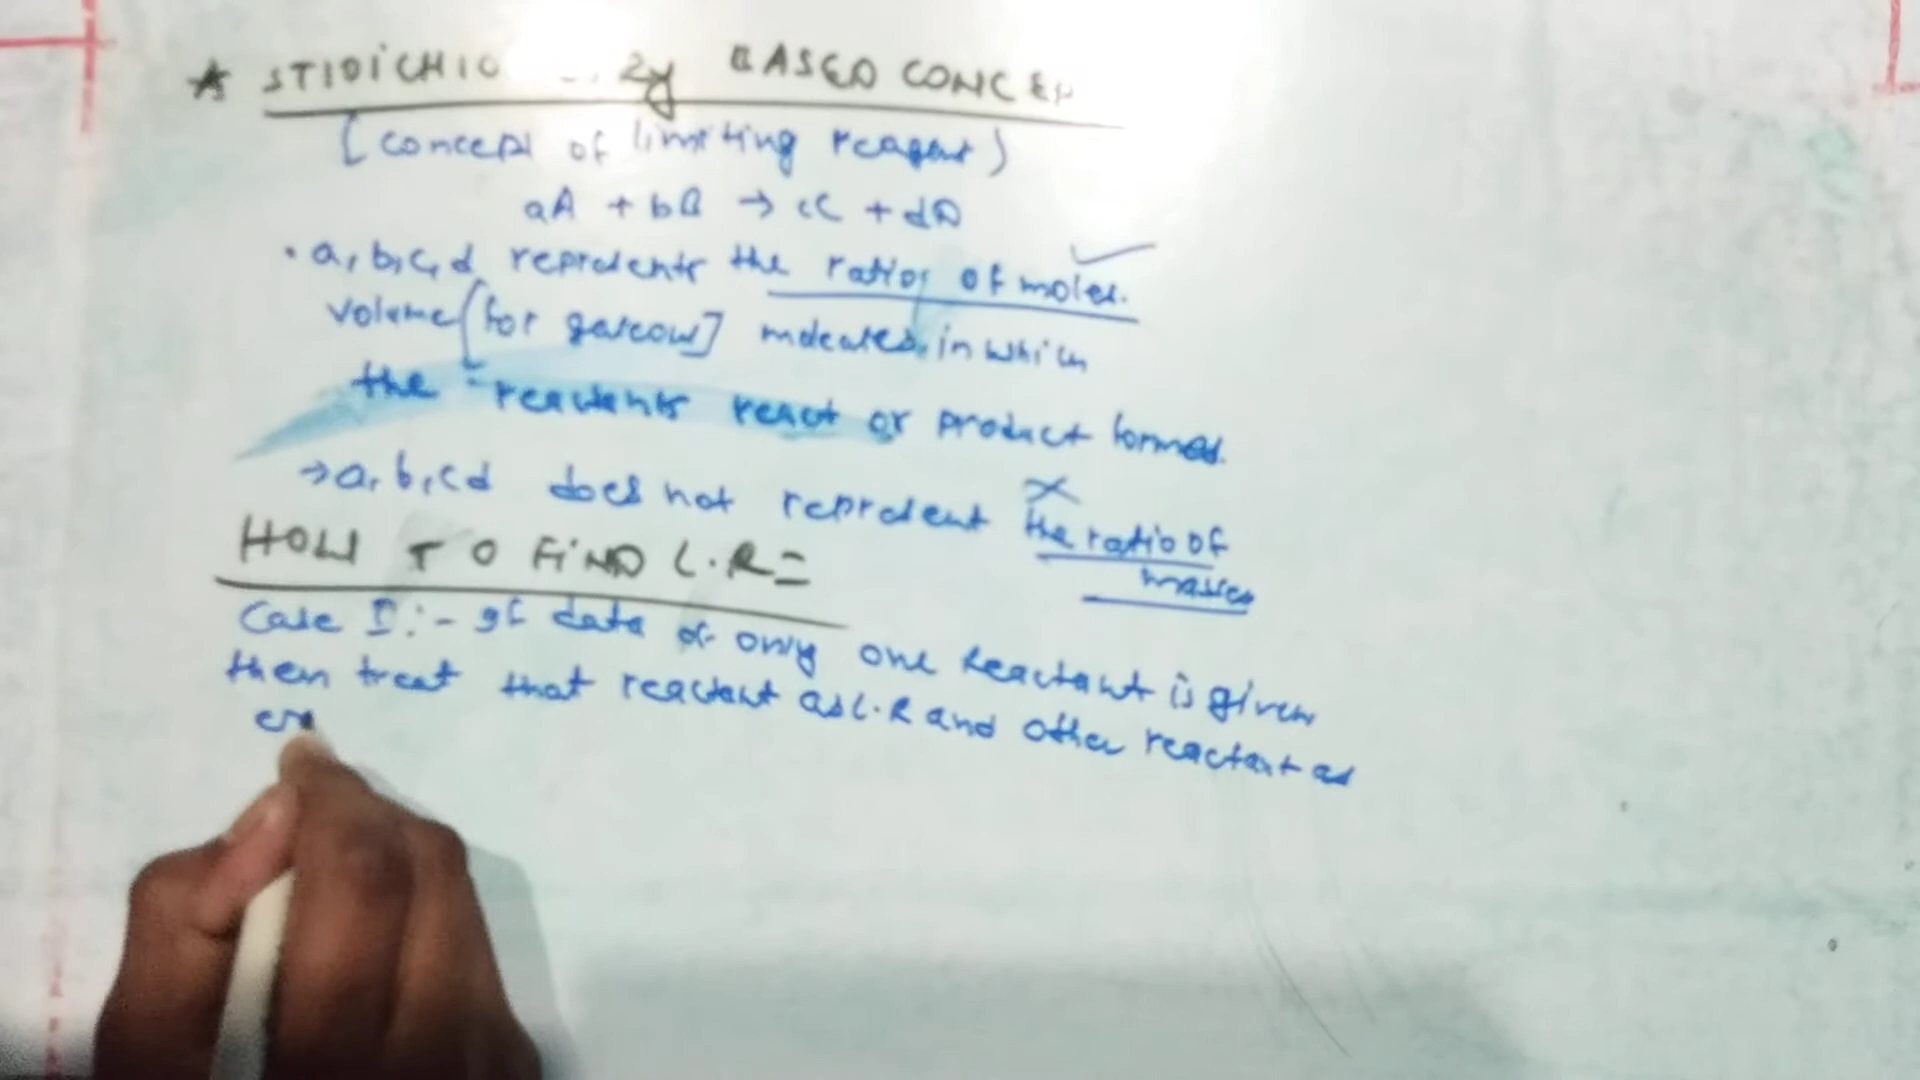 ★ STIOICHIO
BASED CONCEP
[concept of limiting reagent)
aA + bB → cC + dD
• a, b, c, d represents the ratios of moles.
volume [for gaseous] indicates in which
the reactants react or product formed.
→ a, b, c d does not represent the ratio of
masses
HOW TO FIND L.R =
Case I :- If data of only one reactant is given
then treat that reactant as L.R and other reactant as